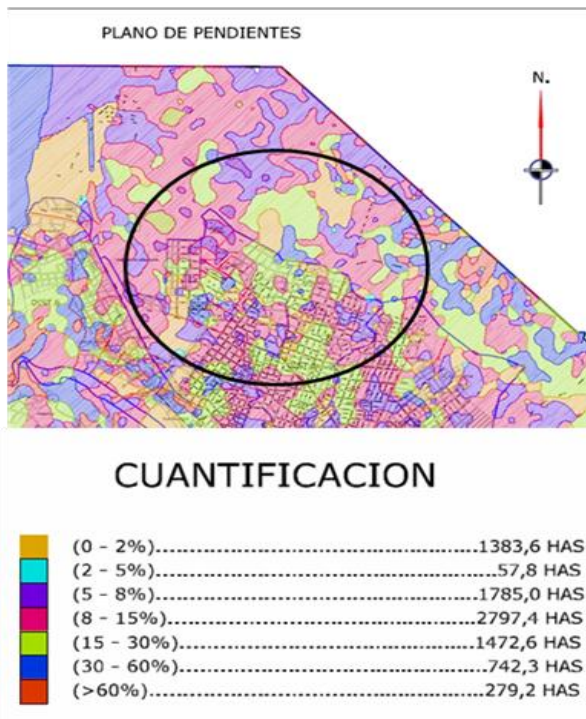 PLANO DE PENDIENTES
N.
CUANTIFICACION
(0 - 2%)......................................................1383,6 HAS
(2 - 5%)......................................................57,8 HAS
(5 - 8%)......................................................1785,0 HAS
(8 - 15%)......................................................2797,4 HAS
(15 - 30%)......................................................1472,6 HAS
(30 - 60%)......................................................742,3 HAS
(>60%)......................................................279,2 HAS